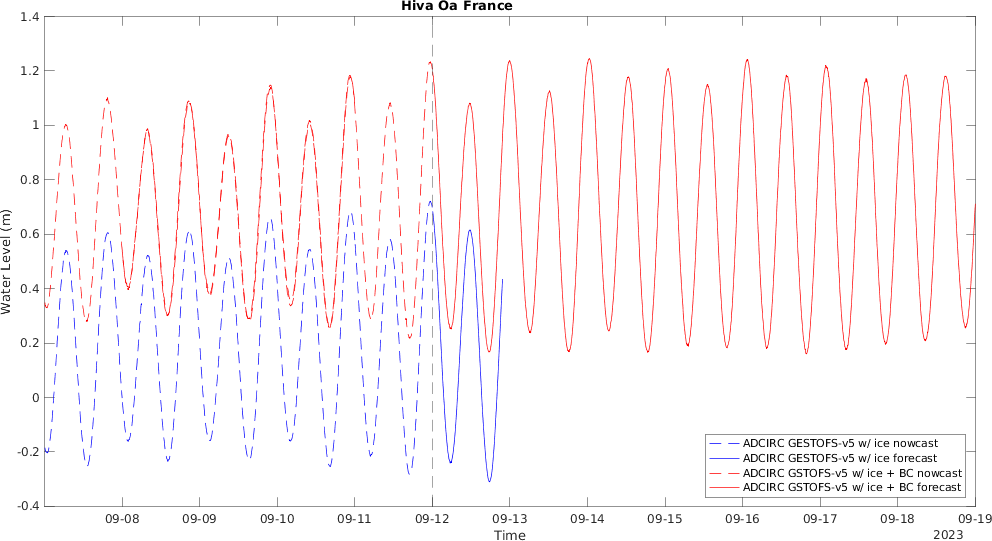 Hiva Oa France
1.4
1.2
1
0.8
0.6
0.4
0.2
0
-0.2
-0.4
Water Level (m)
ADCIRC GESTOFS-v5 w/ ice nowcast
ADCIRC GESTOFS-v5 w/ ice forecast
ADCIRC GSTOFS-v5 w/ ice + BC nowcast
ADCIRC GSTOFS-v5 w/ ice + BC forecast
09-08 09-09 09-10 09-11 09-12 09-13 09-14 09-15 09-16 09-17 09-18 09-19
Time
2023